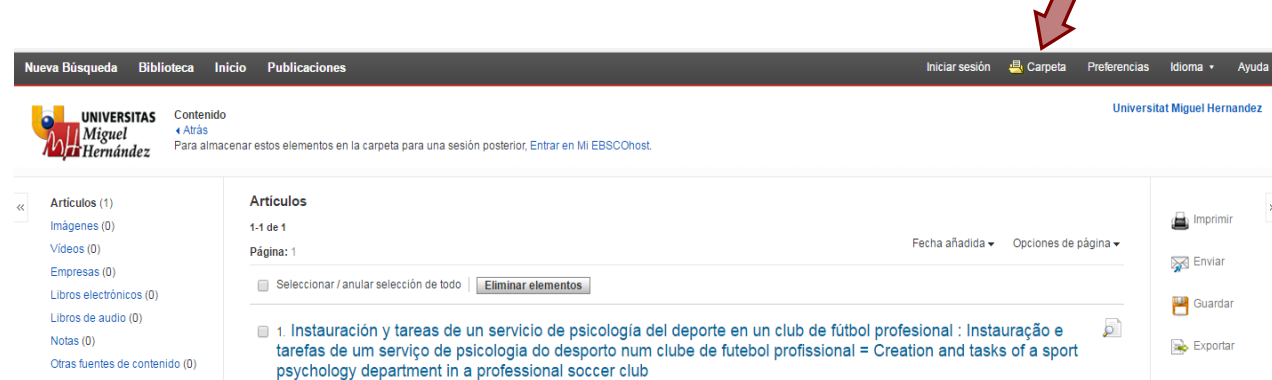 Nueva Búsqueda Biblioteca Inicio Publicaciones Iniciar sesión Carpeta Preferencias Idioma Ayuda
UNIVERSITAS
Miguel
Hernández
Contenido
Atrás
Para almacenar estos elementos en la carpeta para una sesión posterior, Entrar en Mi EBSCOhost.
Universitat Miguel Hernandez
Artículos (1)
Imágenes (0)
Vídeos (0)
Empresas (0)
Libros electrónicos (0)
Libros de audio (0)
Notas (0)
Otras fuentes de contenido (0)
Artículos
1-1 de 1
Página: 1
Fecha añadida Opciones de página
Seleccionar / anular selección de todo Eliminar elementos
1. Instauración y tareas de un servicio de psicología del deporte en un club de fútbol profesional : Instauração e
tarefas de um serviço de psicologia do desporto num clube de futebol profissional = Creation and tasks of a sport
psychology department in a professional soccer club
Imprimir
Enviar
Guardar
Exportar